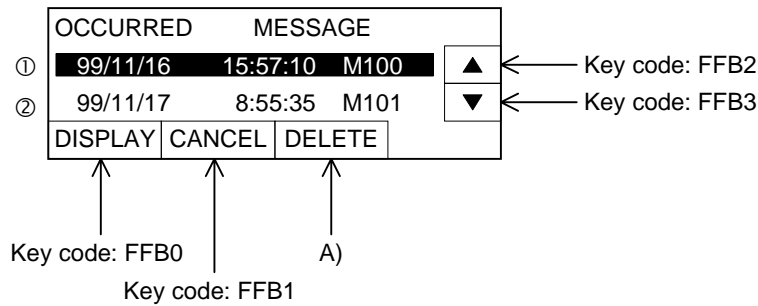 OCCURRED MESSAGE
① 99/11/16 15:57:10 M100 ▲ Key code: FFB2
② 99/11/17 8:55:35 M101 ▼ Key code: FFB3
DISPLAY CANCEL DELETE
Key code: FFB0 A)
Key code: FFB1